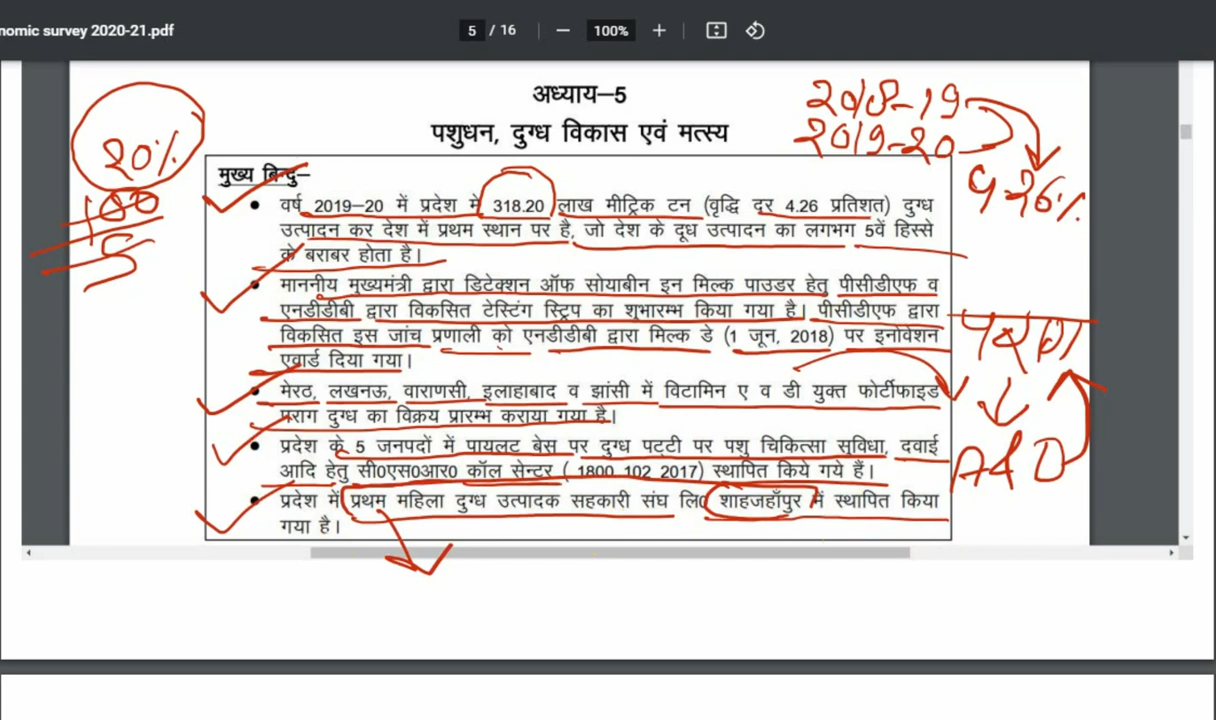 nomic survey 2020-21.pdf
5 / 16
100%
अध्याय–5
पशुधन, दुग्ध विकास एवं मत्स्य
2018-19
2019-20
4.26%
20%
100
5
मुख्य बिन्दु–
• वर्ष 2019–20 में प्रदेश मे 318.20 लाख मीट्रिक टन (वृद्धि दर 4.26 प्रतिशत) दुग्ध
उत्पादन कर देश में प्रथम स्थान पर है, जो देश के दूध उत्पादन का लगभग 5वें हिस्से
के बराबर होता है।
• माननीय मुख्यमंत्री द्वारा डिटेक्शन ऑफ सोयाबीन इन मिल्क पाउडर हेतु पीसीडीएफ व
एनडीडीबी द्वारा विकसित टेस्टिंग स्ट्रिप का शुभारम्भ किया गया है। पीसीडीएफ द्वारा
विकसित इस जांच प्रणाली को एनडीडीबी द्वारा मिल्क डे (1 जून, 2018) पर इनोवेशन
एवार्ड दिया गया।
• मेरठ, लखनऊ, वाराणसी, इलाहाबाद व झांसी में विटामिन ए व डी युक्त फोर्टीफाइड
पराग दुग्ध का विक्रय प्रारम्भ कराया गया है।
• प्रदेश के 5 जनपदों में पायलट बेस पर दुग्ध पट्टी पर पशु चिकित्सा सुविधा, दवाई
आदि हेतु सी0एस0आर0 कॉल सेन्टर ( 1800 102 2017) स्थापित किये गये हैं।
• प्रदेश में प्रथम महिला दुग्ध उत्पादक सहकारी संघ लि0 शाहजहाँपुर में स्थापित किया
गया है।
A & D